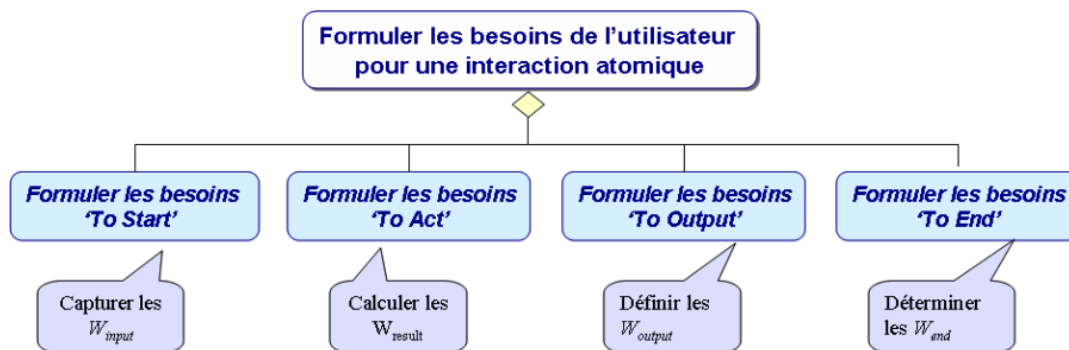 Formuler les besoins de l’utilisateur
pour une interaction atomique
Formuler les besoins
‘To Start’
Formuler les besoins
‘To Act’
Formuler les besoins
‘To Output’
Formuler les besoins
‘To End’
Capturer les
W_input
Calculer les
W_result
Définir les
W_output
Déterminer
les W_end